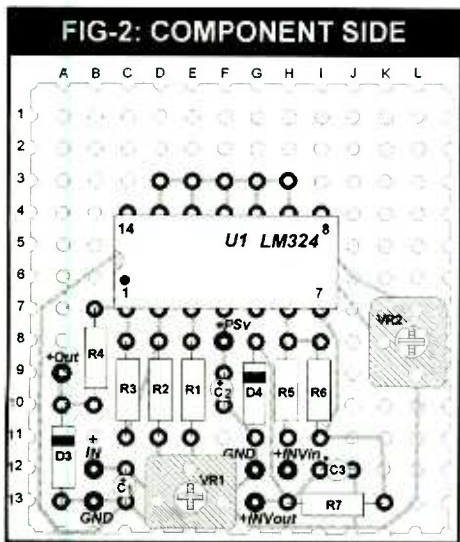 FIG-2: COMPONENT SIDE
A B C D E F G H I J K L
1
2
3
4
5
6
7
8
9
10
11
12
13
14 8
U1 LM324
1 7
+PSv
VR2
+Out
R4
R3 R2 R1 C2 + D4 R5 R6
D3
+
IN
GND +INVin
C3 +
C1 +
VR1
R7
GND
+INVout